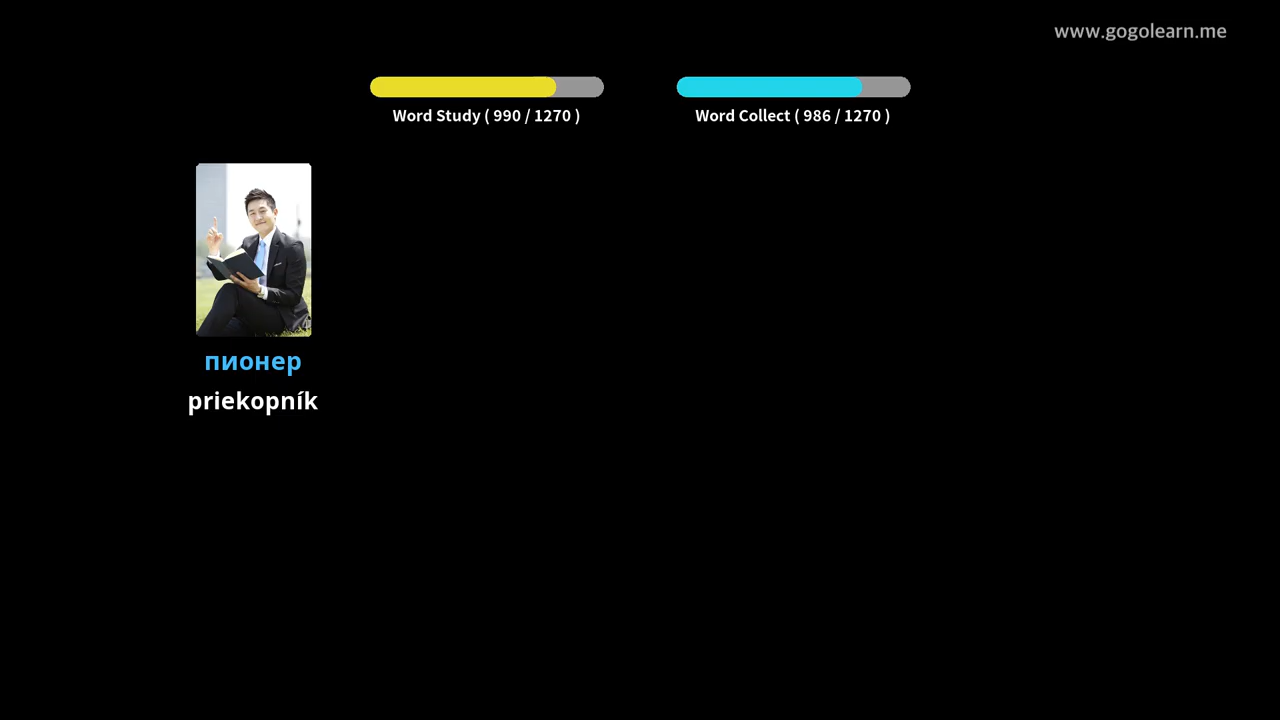 www.gogolearn.me
Word Study ( 990 / 1270 )
Word Collect ( 986 / 1270 )
пионер
priekopník